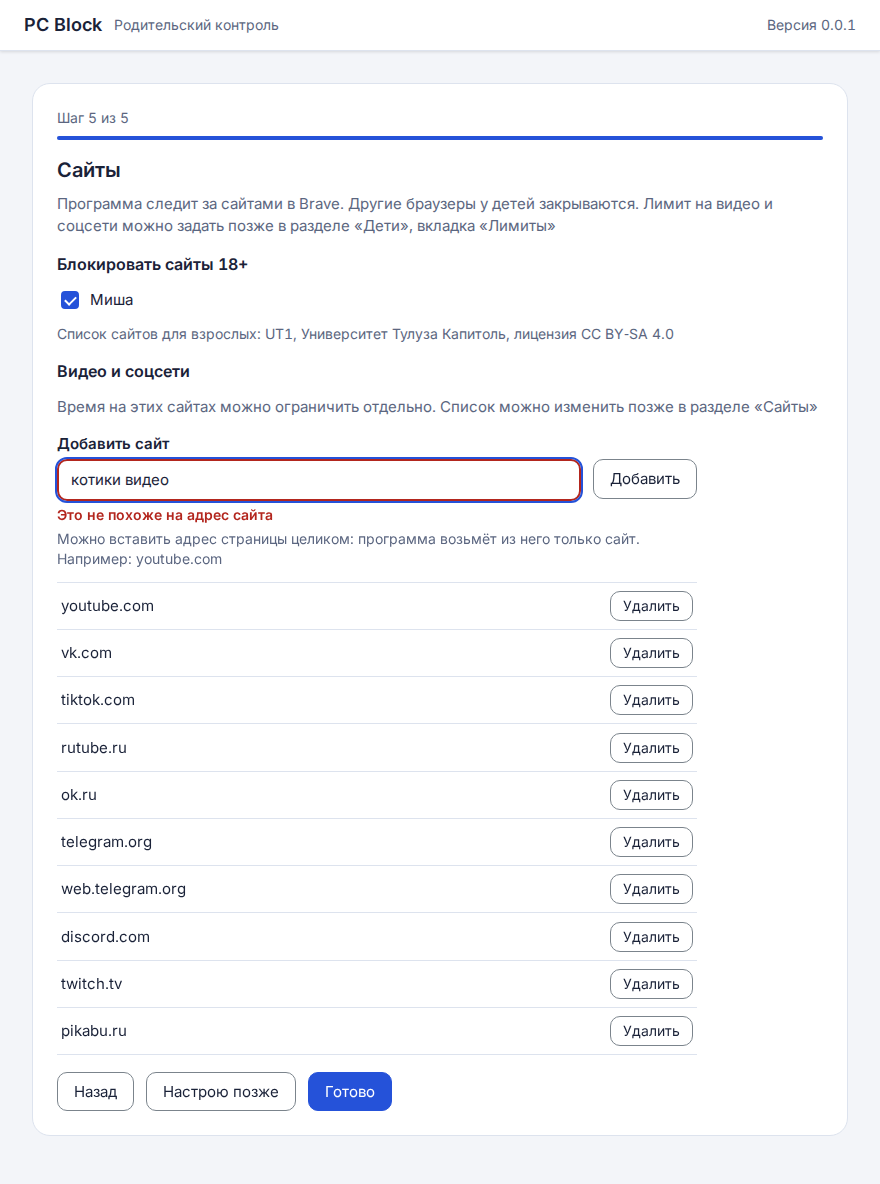 PC Block Родительский контроль Версия 0.0.1
Шаг 5 из 5
Сайты
Программа следит за сайтами в Brave. Другие браузеры у детей закрываются. Лимит на видео и
соцсети можно задать позже в разделе «Дети», вкладка «Лимиты»
Блокировать сайты 18+
Миша
Список сайтов для взрослых: UT1, Университет Тулуза Капитоль, лицензия CC BY-SA 4.0
Видео и соцсети
Время на этих сайтах можно ограничить отдельно. Список можно изменить позже в разделе «Сайты»
Добавить сайт
котики видео Добавить
Это не похоже на адрес сайта
Можно вставить адрес страницы целиком: программа возьмёт из него только сайт.
Например: youtube.com
youtube.com Удалить
vk.com Удалить
tiktok.com Удалить
rutube.ru Удалить
ok.ru Удалить
telegram.org Удалить
web.telegram.org Удалить
discord.com Удалить
twitch.tv Удалить
pikabu.ru Удалить
Назад Настрою позже Готово